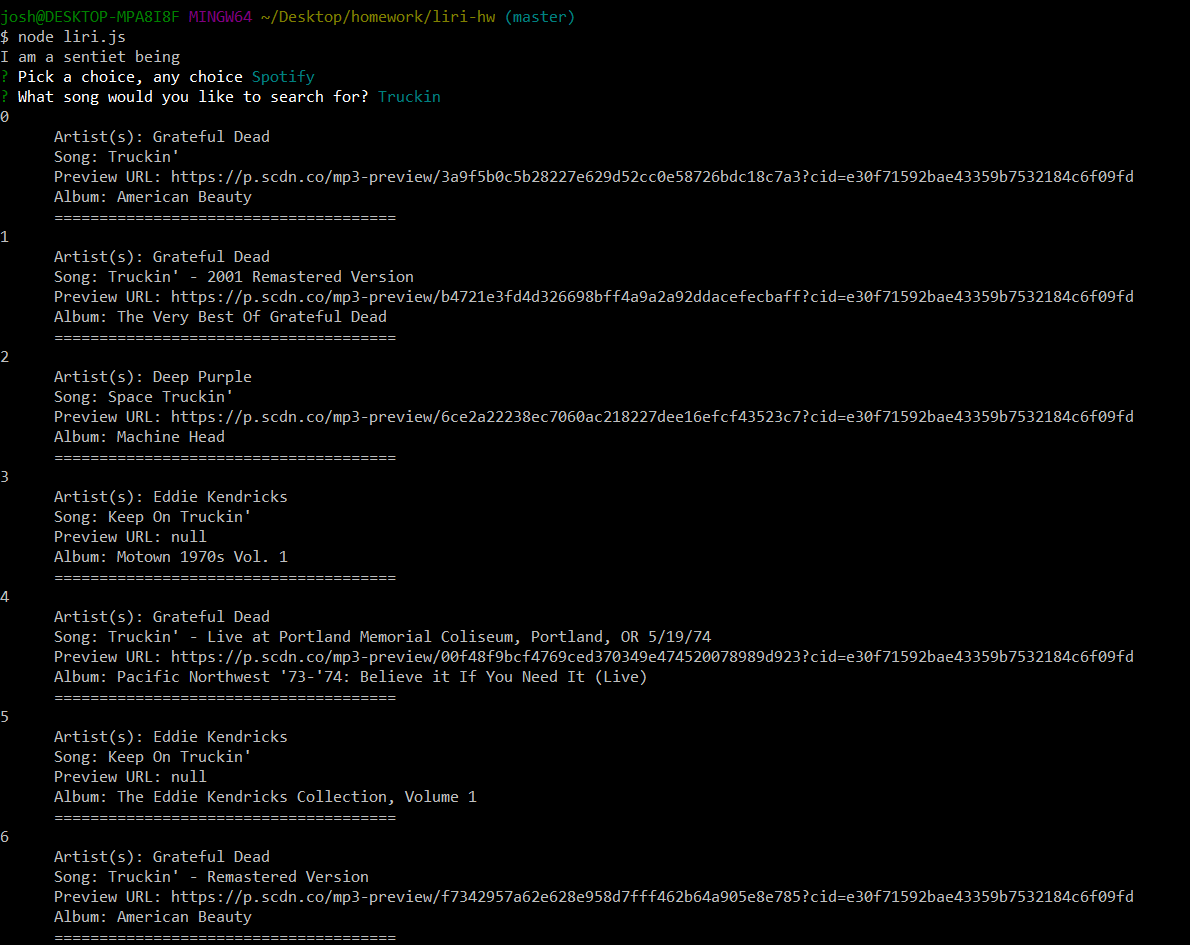 josh@DESKTOP-MPA8I8F MINGW64 ~/Desktop/homework/liri-hw (master)
$ node liri.js
I am a sentiet being
? Pick a choice, any choice Spotify
? What song would you like to search for? Truckin
0
Artist(s): Grateful Dead
Song: Truckin'
Preview URL: https://p.scdn.co/mp3-preview/3a9f5b0c5b28227e629d52cc0e58726bdc18c7a3?cid=e30f71592bae43359b7532184c6f09fd
Album: American Beauty
======================================
1
Artist(s): Grateful Dead
Song: Truckin' - 2001 Remastered Version
Preview URL: https://p.scdn.co/mp3-preview/b4721e3fd4d326698bff4a9a2a92ddacefecbaff?cid=e30f71592bae43359b7532184c6f09fd
Album: The Very Best Of Grateful Dead
======================================
2
Artist(s): Deep Purple
Song: Space Truckin'
Preview URL: https://p.scdn.co/mp3-preview/6ce2a22238ec7060ac218227dee16efcf43523c7?cid=e30f71592bae43359b7532184c6f09fd
Album: Machine Head
======================================
3
Artist(s): Eddie Kendricks
Song: Keep On Truckin'
Preview URL: null
Album: Motown 1970s Vol. 1
======================================
4
Artist(s): Grateful Dead
Song: Truckin' - Live at Portland Memorial Coliseum, Portland, OR 5/19/74
Preview URL: https://p.scdn.co/mp3-preview/00f48f9bcf4769ced370349e474520078989d923?cid=e30f71592bae43359b7532184c6f09fd
Album: Pacific Northwest '73-'74: Believe it If You Need It (Live)
======================================
5
Artist(s): Eddie Kendricks
Song: Keep On Truckin'
Preview URL: null
Album: The Eddie Kendricks Collection, Volume 1
======================================
6
Artist(s): Grateful Dead
Song: Truckin' - Remastered Version
Preview URL: https://p.scdn.co/mp3-preview/f7342957a62e628e958d7fff462b64a905e8e785?cid=e30f71592bae43359b7532184c6f09fd
Album: American Beauty
======================================